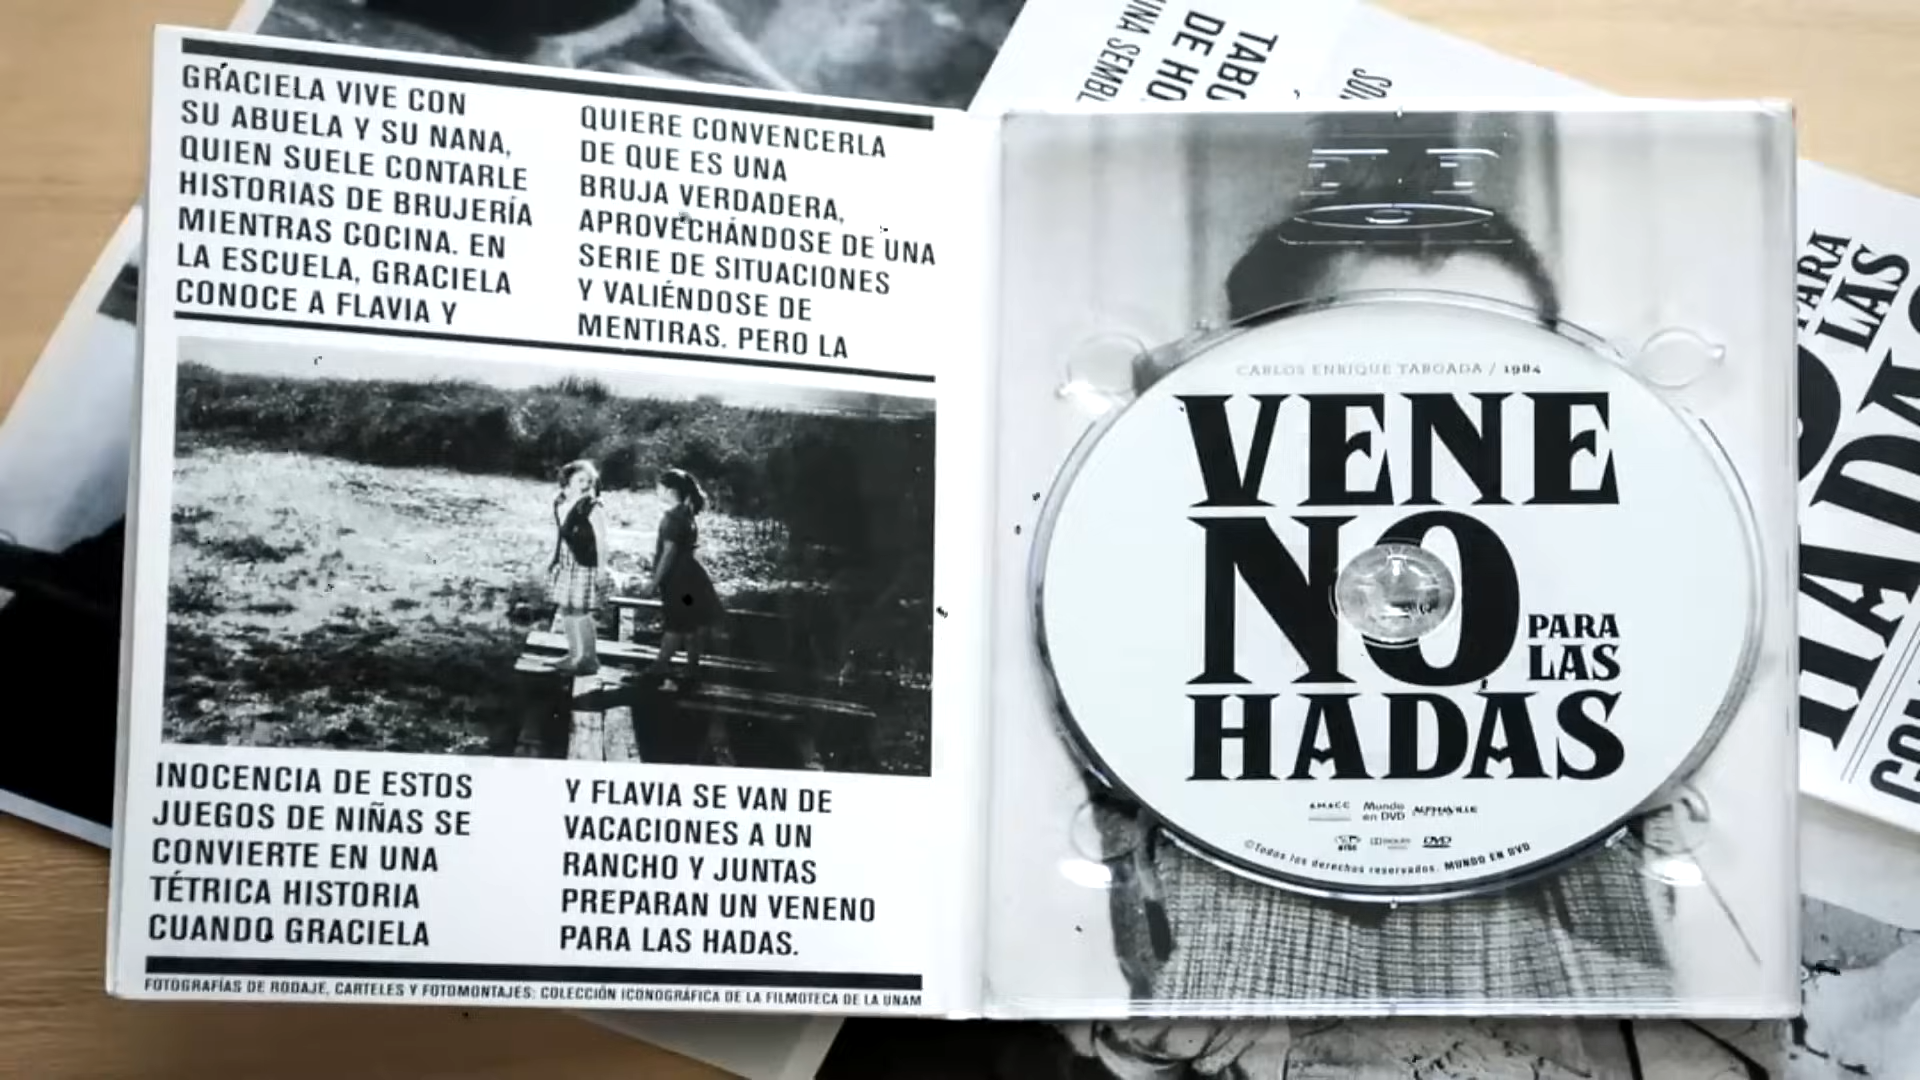 GRACIELA VIVE CON
SU ABUELA Y SU NANA,
QUIEN SUELE CONTARLE
HISTORIAS DE BRUJERÍA
MIENTRAS COCINA. EN
LA ESCUELA, GRACIELA
CONOCE A FLAVIA Y
QUIERE CONVENCERLA
DE QUE ES UNA
BRUJA VERDADERA,
APROVECHÁNDOSE DE UNA
SERIE DE SITUACIONES
Y VALIÉNDOSE DE
MENTIRAS. PERO LA
INOCENCIA DE ESTOS
JUEGOS DE NIÑAS SE
CONVIERTE EN UNA
TÉTRICA HISTORIA
CUANDO GRACIELA
Y FLAVIA SE VAN DE
VACACIONES A UN
RANCHO Y JUNTAS
PREPARAN UN VENENO
PARA LAS HADAS.
FOTOGRAFÍAS DE RODAJE, CARTELES Y FOTOMONTAJES: COLECCIÓN ICONOGRÁFICA DE LA FILMOTECA DE LA UNAM
CARLOS ENRIQUE TABOADA / 1984
VENE
NO
PARA
LAS
HADAS
AMACC
Mundo
en DVD
ALPHAVILLE
DVD
©Todos los derechos reservados. MUNDO EN DVD
TABO
DE HO
UNA SEMBL
PARA
LAS
HADAS